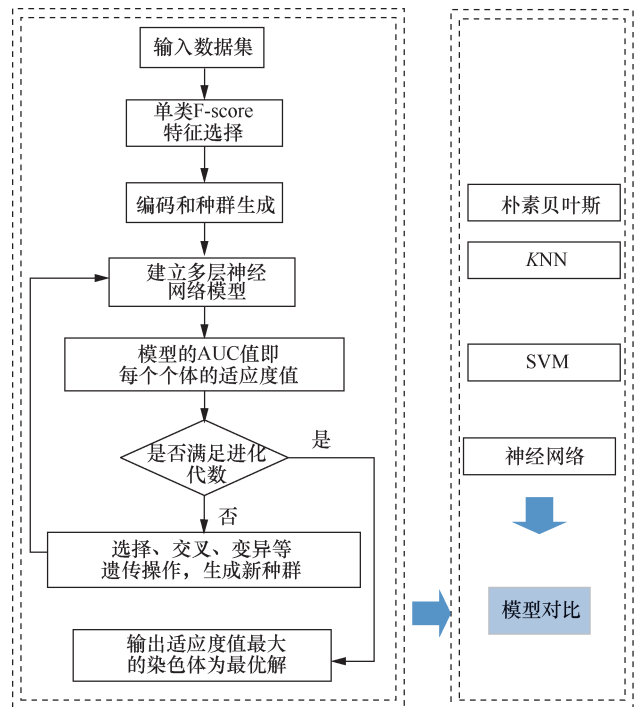 输入数据集
单类F-score
特征选择
编码和种群生成
建立多层神经
网络模型
模型的AUC值即
每个个体的适应度值
是否满足进化
代数
是
否
选择、交叉、变异等
遗传操作，生成新种群
输出适应度值最大
的染色体为最优解
朴素贝叶斯
KNN
SVM
神经网络
模型对比